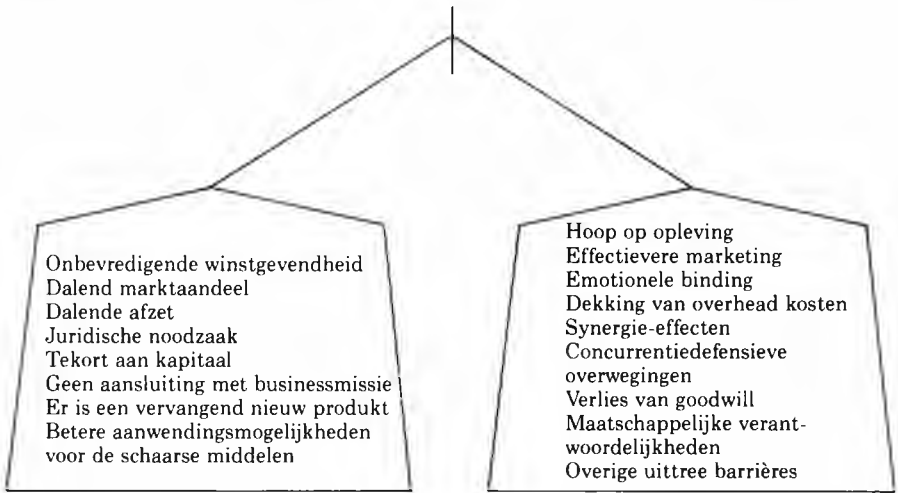 Onbevredigende winstgevendheid
Dalend marktaandeel
Dalende afzet
Juridische noodzaak
Tekort aan kapitaal
Geen aansluiting met businessmissie
Er is een vervangend nieuw produkt
Betere aanwendingsmogelijkheden
voor de schaarse middelen
Hoop op opleving
Effectievere marketing
Emotionele binding
Dekking van overhead kosten
Synergie-effecten
Concurrentiedefensieve
overwegingen
Verlies van goodwill
Maatschappelijke verant-
woordelijkheden
Overige uittree barrières